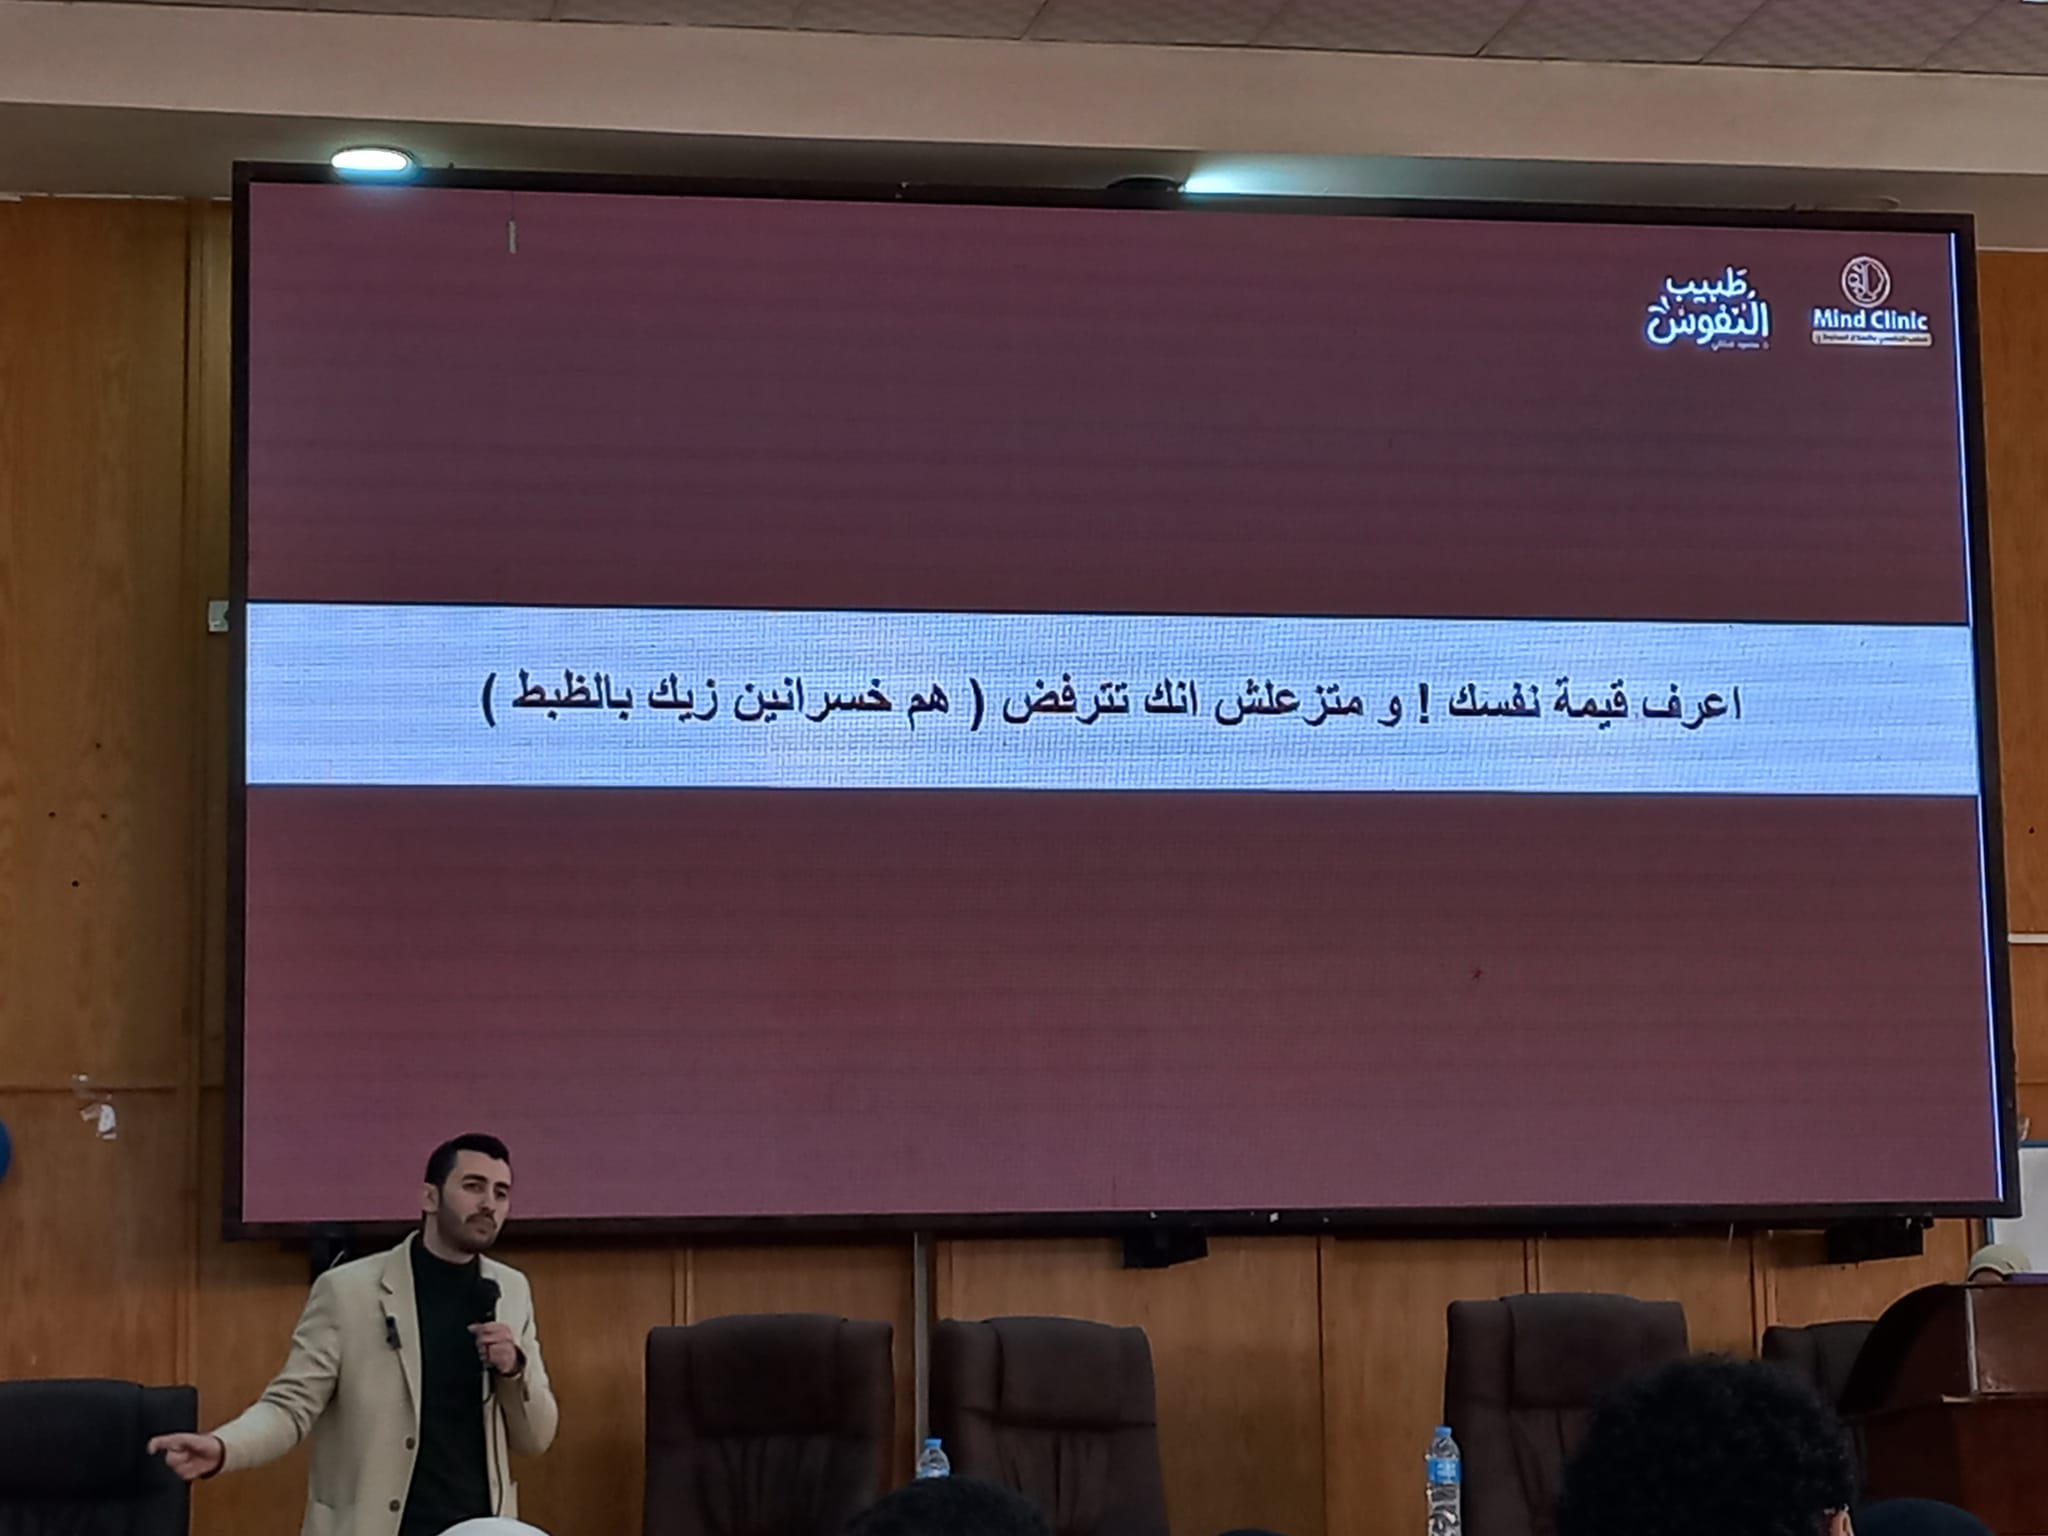 طبيب
النفوس
Mind Clinic
اعرف قيمة نفسك ! و متزعلش انك تترفض ( هم خسرانين زيك بالظبط )